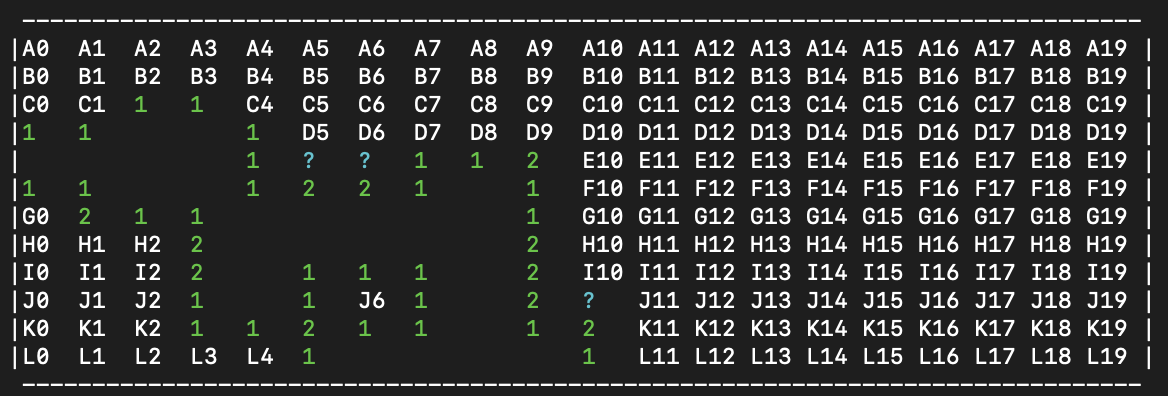 |A0 A1 A2 A3 A4 A5 A6 A7 A8 A9 A10 A11 A12 A13 A14 A15 A16 A17 A18 A19 |
|B0 B1 B2 B3 B4 B5 B6 B7 B8 B9 B10 B11 B12 B13 B14 B15 B16 B17 B18 B19 |
|C0 C1 1 1 C4 C5 C6 C7 C8 C9 C10 C11 C12 C13 C14 C15 C16 C17 C18 C19 |
|1 1 1 D5 D6 D7 D8 D9 D10 D11 D12 D13 D14 D15 D16 D17 D18 D19 |
| 1 ? ? 1 1 2 E10 E11 E12 E13 E14 E15 E16 E17 E18 E19 |
|1 1 1 2 2 1 1 F10 F11 F12 F13 F14 F15 F16 F17 F18 F19 |
|G0 2 1 1 1 G10 G11 G12 G13 G14 G15 G16 G17 G18 G19 |
|H0 H1 H2 2 2 H10 H11 H12 H13 H14 H15 H16 H17 H18 H19 |
|I0 I1 I2 2 1 1 1 2 I10 I11 I12 I13 I14 I15 I16 I17 I18 I19 |
|J0 J1 J2 1 1 J6 1 2 ? J11 J12 J13 J14 J15 J16 J17 J18 J19 |
|K0 K1 K2 1 1 2 1 1 1 2 K11 K12 K13 K14 K15 K16 K17 K18 K19 |
|L0 L1 L2 L3 L4 1 1 L11 L12 L13 L14 L15 L16 L17 L18 L19 |